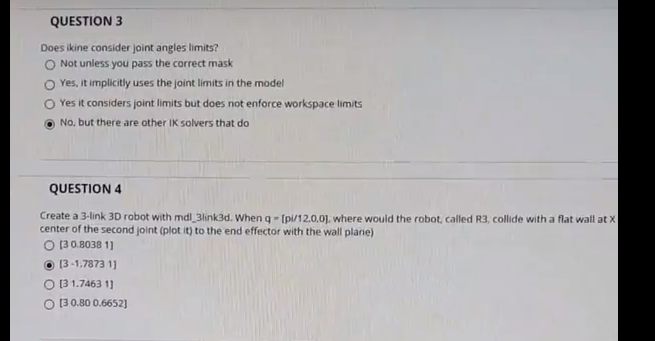 QUESTION 3
Does ikine consider joint angles limits?
Not unless you pass the correct mask
Yes, it implicitly uses the joint limits in the model
Yes it considers joint limits but does not enforce workspace limits
No, but there are other IK solvers that do
QUESTION 4
Create a 3-link 3D robot with mdl_3link3d. When q = [pi/12,0,0], where would the robot, called R3, collide with a flat wall at X
center of the second joint (plot it) to the end effector with the wall plane)
[3 0.8038 1]
[3 -1.7873 1]
[3 1.7463 1]
[3 0.80 0.6652]